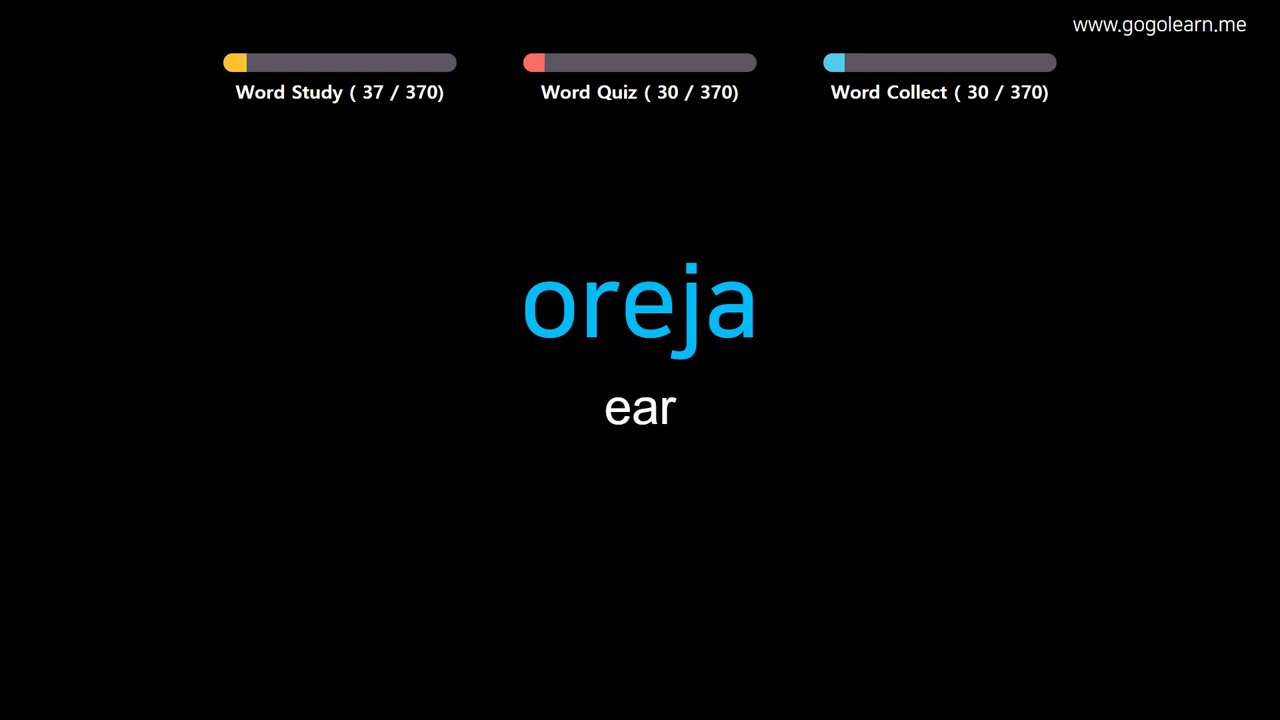 www.gogolearn.me
Word Study ( 37 / 370)
Word Quiz ( 30 / 370)
Word Collect ( 30 / 370)
oreja
ear